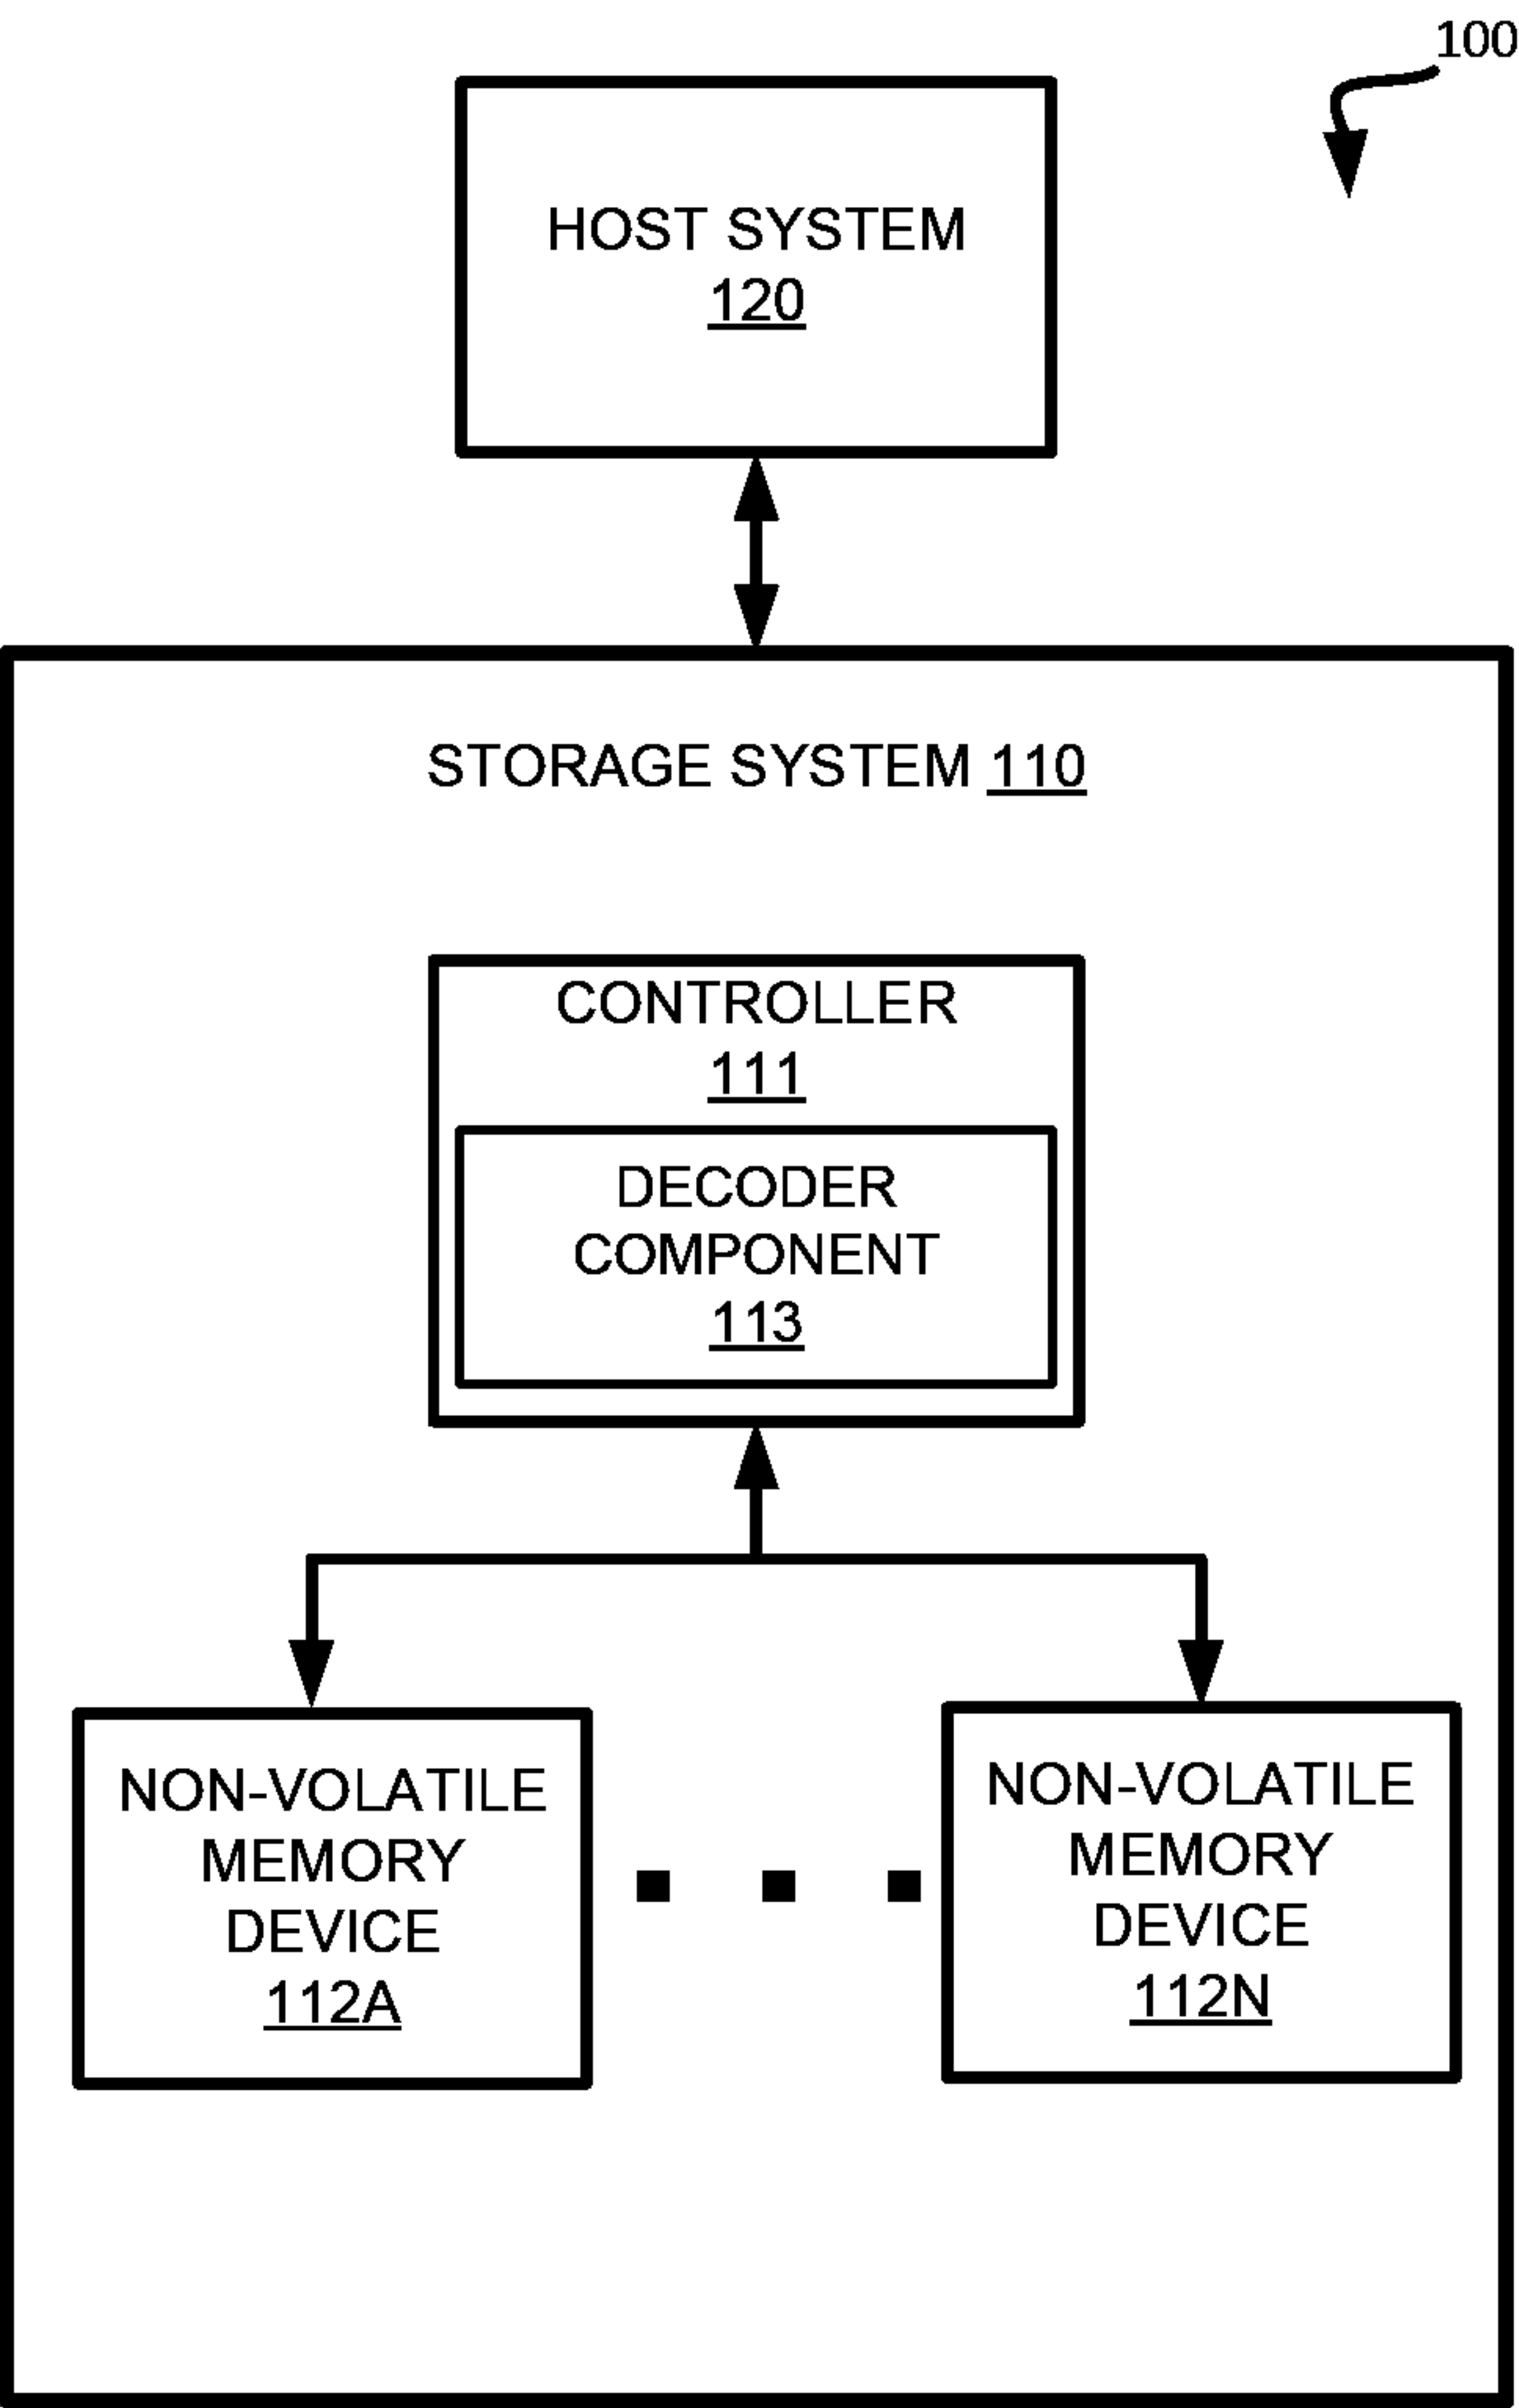 100
HOST SYSTEM
120
STORAGE SYSTEM 110
CONTROLLER
111
DECODER
COMPONENT
113
NON-VOLATILE
MEMORY
DEVICE
112A
NON-VOLATILE
MEMORY
DEVICE
112N